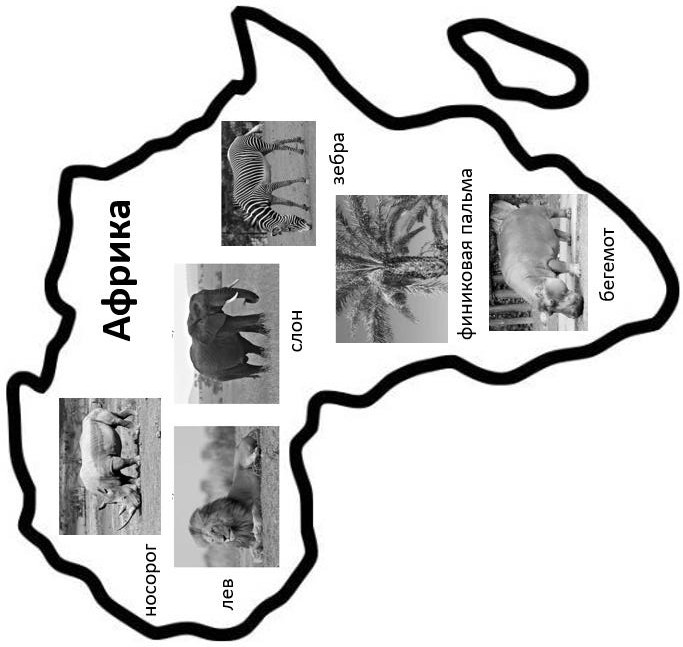 Африка
носорог
лев
слон
зебра
финиковая пальма
бегемот